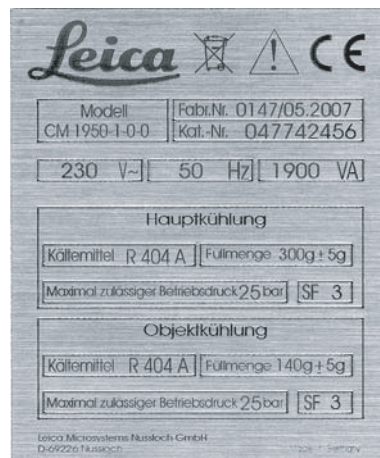 Leica CE
Modell
CM 1950-1-0-0
Fabr.Nr. 0147/05.2007
Kat.-Nr. 047742456
230 V~ 50 Hz 1900 VA
Hauptkühlung
Kältemittel R 404 A Füllmenge 300g ± 5g
Maximal zulässiger Betriebsdruck 25 bar SF 3
Objektkühlung
Kältemittel R 404 A Füllmenge 140g ± 5g
Maximal zulässiger Betriebsdruck 25 bar SF 3
Leica Microsystems Nussloch GmbH
D-69226 Nussloch Germany